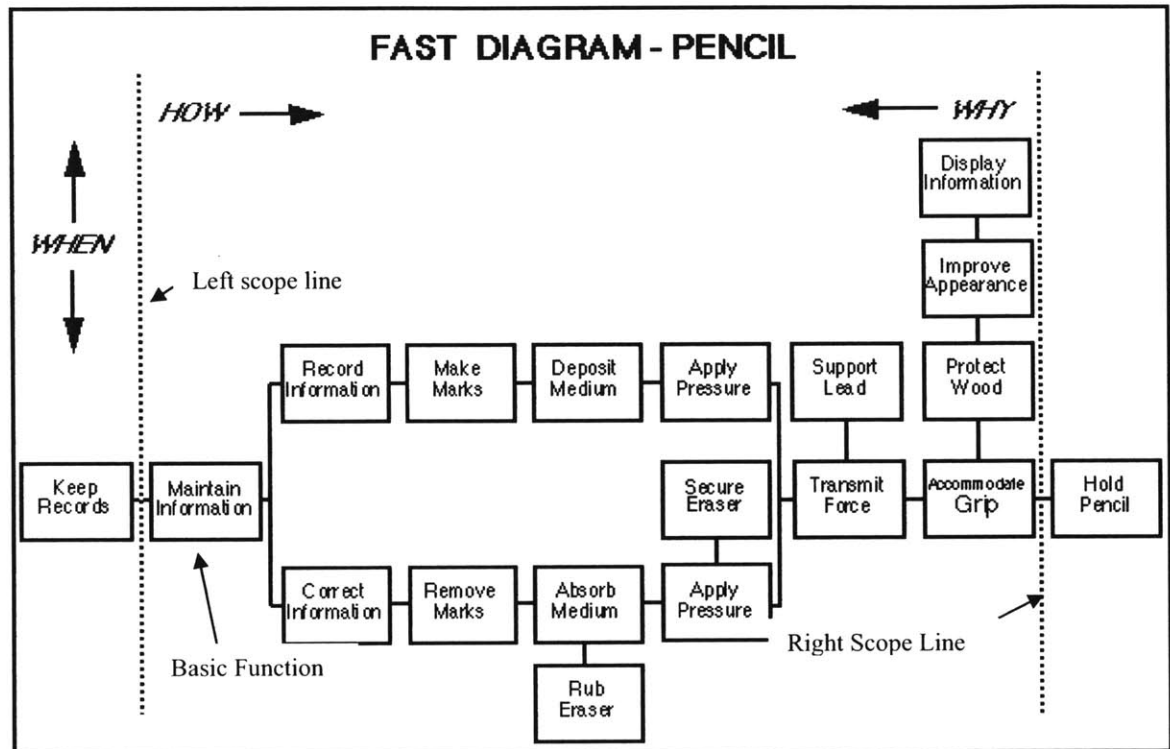 FAST DIAGRAM - PENCIL
HOW
WHY
WHEN
Left scope line
Display
Information
Improve
Appearance
Record
Information
Make
Marks
Deposit
Medium
Apply
Pressure
Support
Lead
Protect
Wood
Keep
Records
Maintain
Information
Secure
Eraser
Transmit
Force
Accommodate
Grip
Hold
Pencil
Correct
Information
Remove
Marks
Absorb
Medium
Apply
Pressure
Right Scope Line
Basic Function
Rub
Eraser